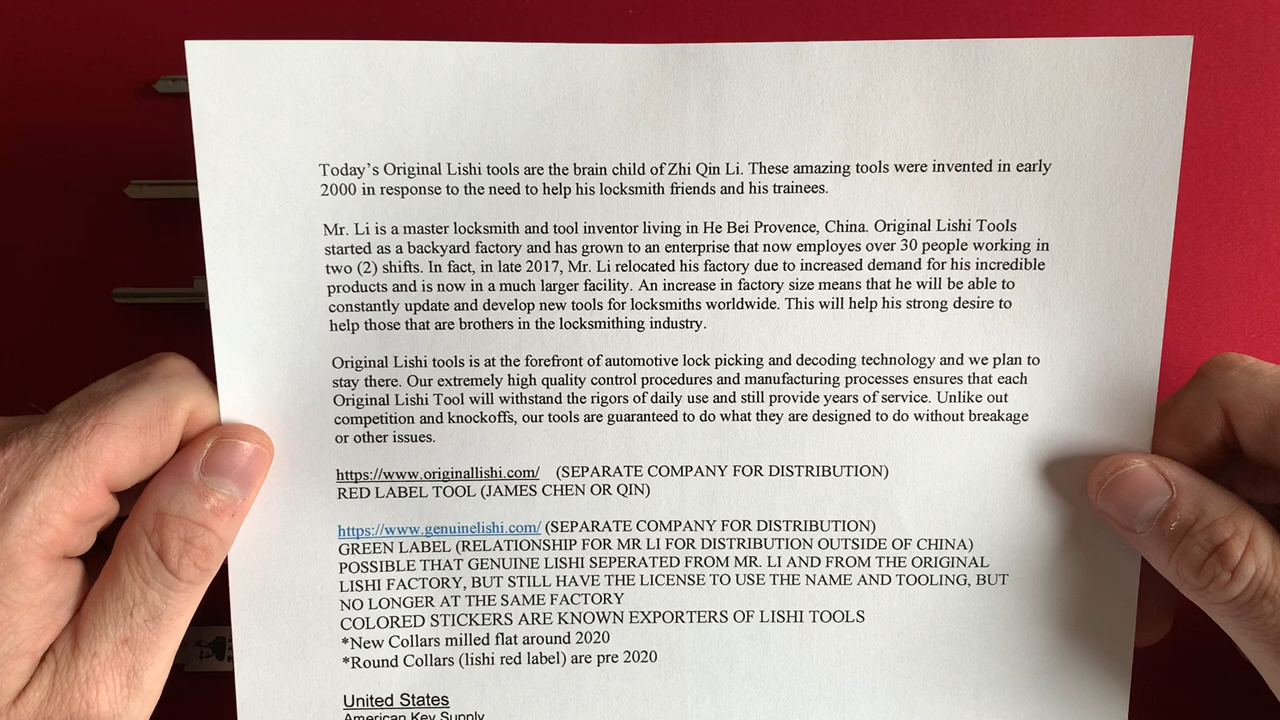 Today's Original Lishi tools are the brain child of Zhi Qin Li. These amazing tools were invented in early
2000 in response to the need to help his locksmith friends and his trainees.
Mr. Li is a master locksmith and tool inventor living in He Bei Provence, China. Original Lishi Tools
started as a backyard factory and has grown to an enterprise that now employes over 30 people working in
two (2) shifts. In fact, in late 2017, Mr. Li relocated his factory due to increased demand for his incredible
products and is now in a much larger facility. An increase in factory size means that he will be able to
constantly update and develop new tools for locksmiths worldwide. This will help his strong desire to
help those that are brothers in the locksmithing industry.
Original Lishi tools is at the forefront of automotive lock picking and decoding technology and we plan to
stay there. Our extremely high quality control procedures and manufacturing processes ensures that each
Original Lishi Tool will withstand the rigors of daily use and still provide years of service. Unlike out
competition and knockoffs, our tools are guaranteed to do what they are designed to do without breakage
or other issues.
https://www.originallishi.com/ (SEPARATE COMPANY FOR DISTRIBUTION)
RED LABEL TOOL (JAMES CHEN OR QIN)
https://www.genuinelishi.com/ (SEPARATE COMPANY FOR DISTRIBUTION)
GREEN LABEL (RELATIONSHIP FOR MR LI FOR DISTRIBUTION OUTSIDE OF CHINA)
POSSIBLE THAT GENUINE LISHI SEPERATED FROM MR. LI AND FROM THE ORIGINAL
LISHI FACTORY, BUT STILL HAVE THE LICENSE TO USE THE NAME AND TOOLING, BUT
NO LONGER AT THE SAME FACTORY
COLORED STICKERS ARE KNOWN EXPORTERS OF LISHI TOOLS
*New Collars milled flat around 2020
*Round Collars (lishi red label) are pre 2020
United States
American Key Supply